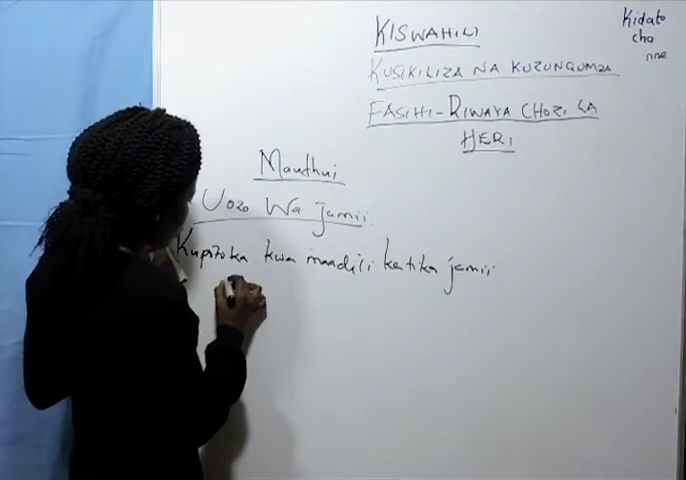 KISWAHILI
Kidato
cha
nne
KUSIKILIZA NA KUZUNGUMZA
FASIHI-RIWAYA CHOZI LA
HERI
Maudhui
Uozo Wa jamii.
Kupotoka kwa maadili katika jamii